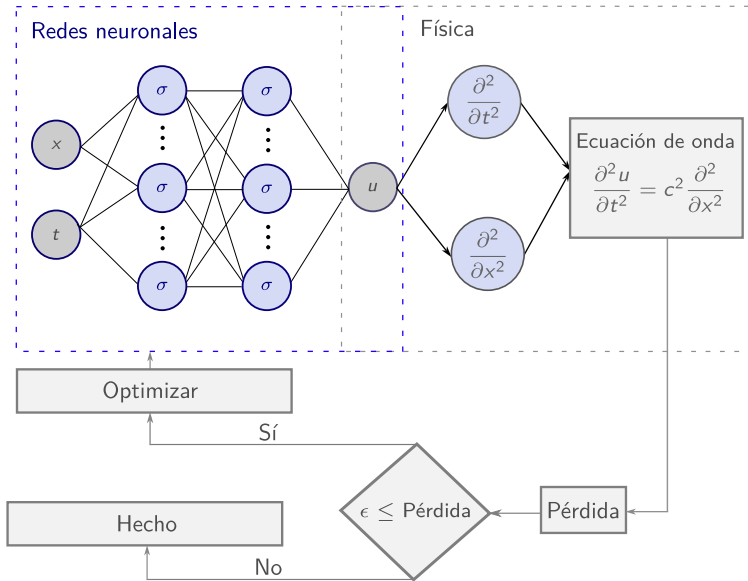 Redes neuronales
Física
x
t
σ
σ
σ
σ
σ
σ
u
∂²
∂t²
∂²
∂x²
Ecuación de onda
∂²u/∂t² = c² ∂²/∂x²
Optimizar
Sí
ϵ ≤ Pérdida
Pérdida
Hecho
No